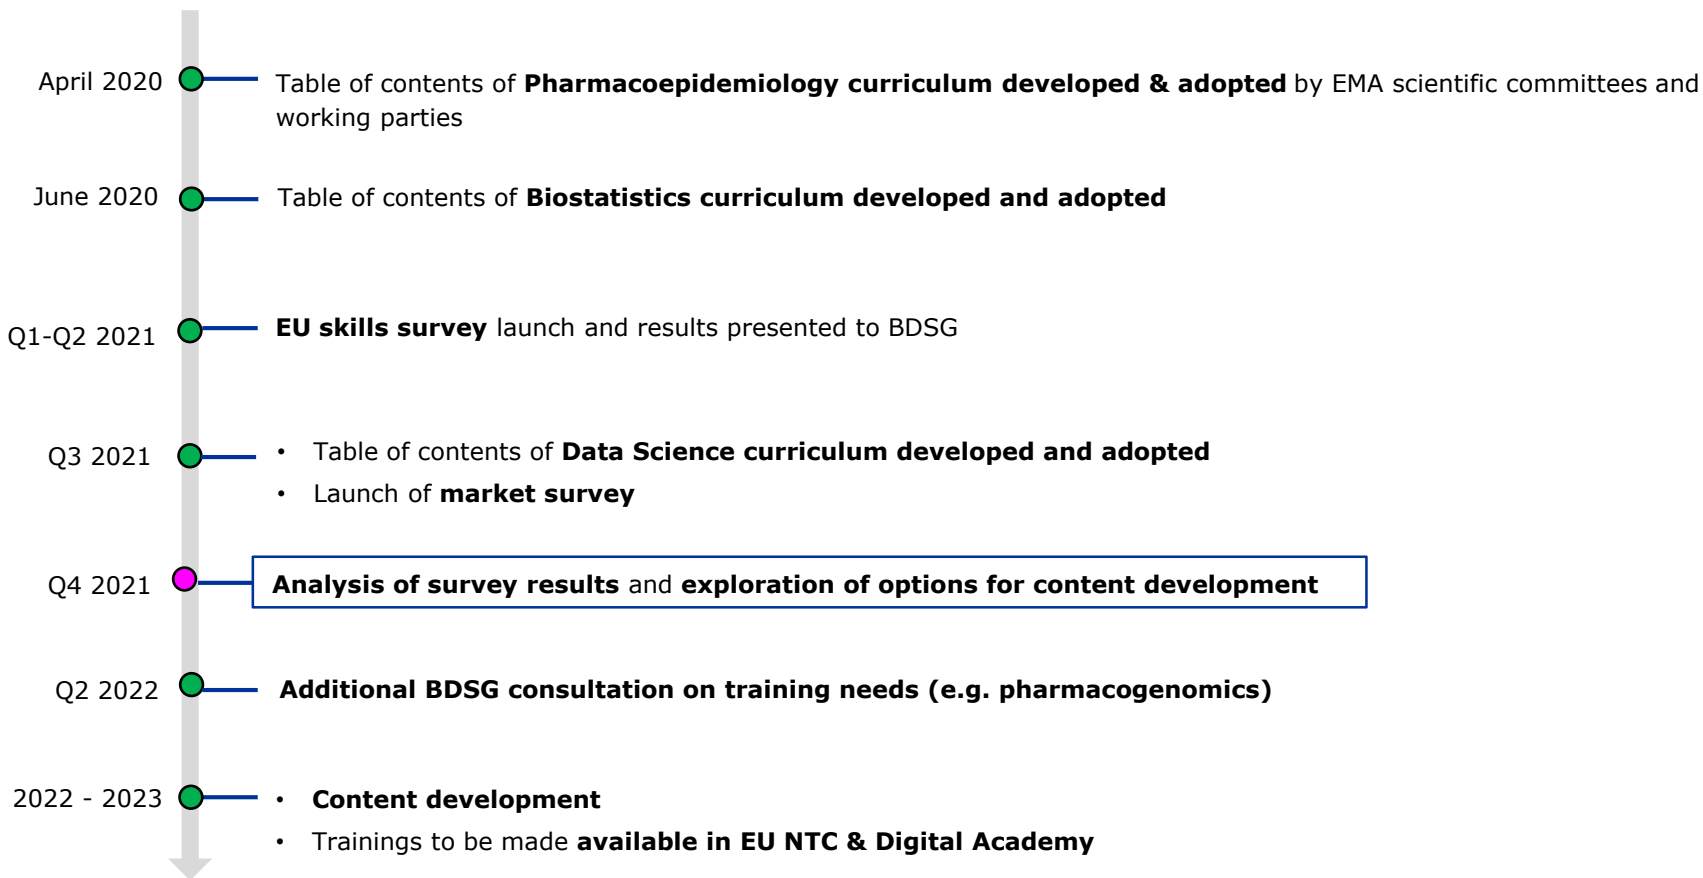 April 2020
Table of contents of Pharmacoepidemiology curriculum developed & adopted by EMA scientific committees and
working parties
June 2020
Table of contents of Biostatistics curriculum developed and adopted
Q1-Q2 2021
EU skills survey launch and results presented to BDSG
Q3 2021
• Table of contents of Data Science curriculum developed and adopted
• Launch of market survey
Q4 2021
Analysis of survey results and exploration of options for content development
Q2 2022
Additional BDSG consultation on training needs (e.g. pharmacogenomics)
2022 - 2023
• Content development
• Trainings to be made available in EU NTC & Digital Academy